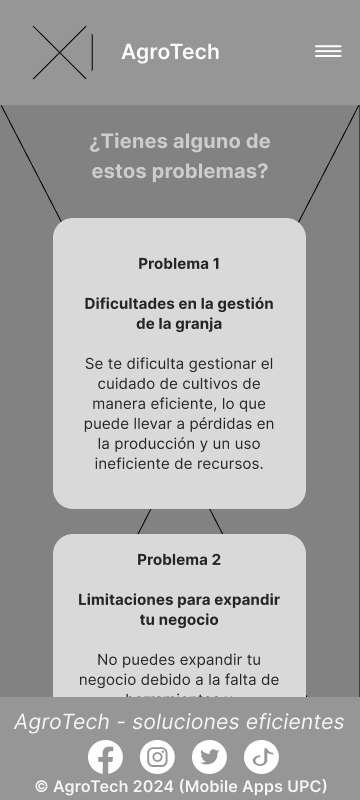 AgroTech
¿Tienes alguno de
estos problemas?
Problema 1
Dificultades en la gestión
de la granja
Se te dificulta gestionar el
cuidado de cultivos de
manera eficiente, lo que
puede llevar a pérdidas en
la producción y un uso
ineficiente de recursos.
Problema 2
Limitaciones para expandir
tu negocio
No puedes expandir tu
negocio debido a la falta de
AgroTech - soluciones eficientes
© AgroTech 2024 (Mobile Apps UPC)